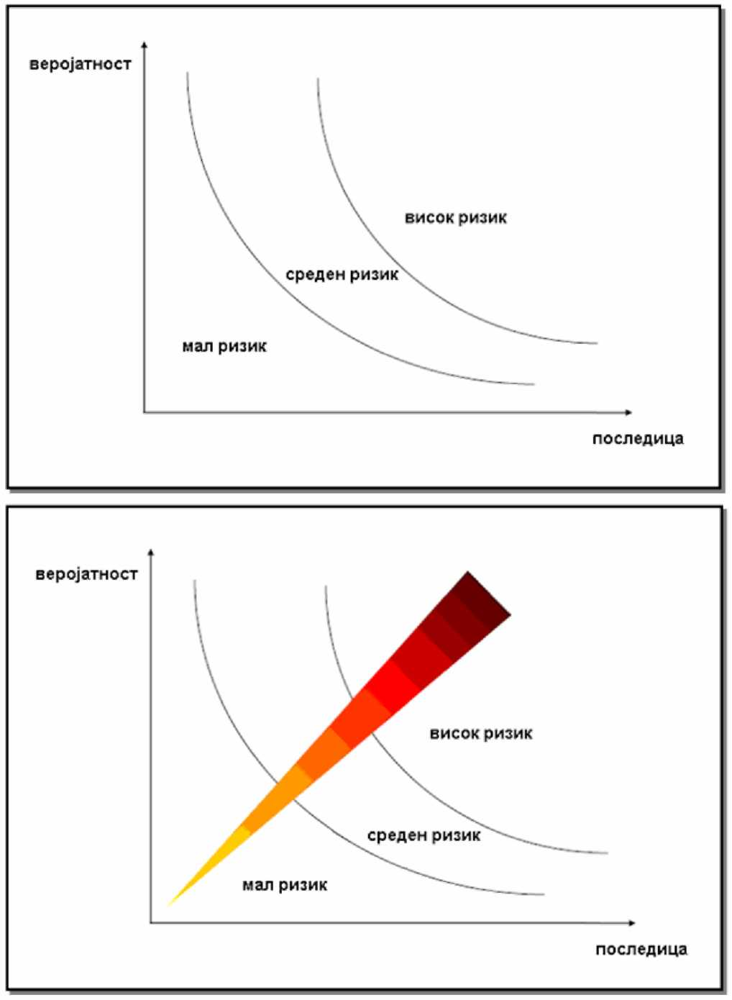 веројатност
висок ризик
среден ризик
мал ризик
последица
веројатност
висок ризик
среден ризик
мал ризик
последица